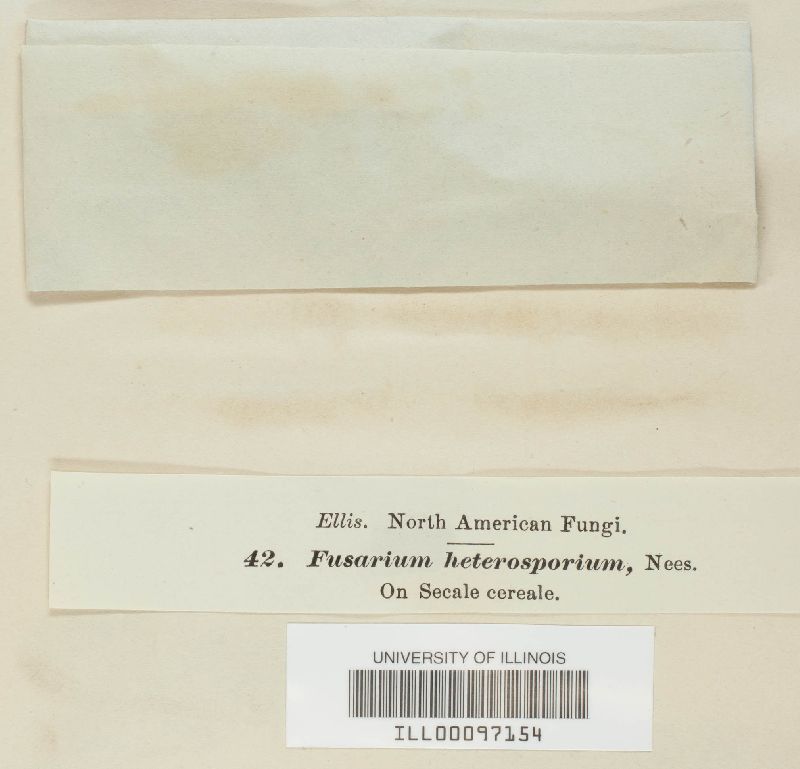 Ellis. North American Fungi.
42. Fusarium heterosporium, Nees.
On Secale cereale.
UNIVERSITY OF ILLINOIS
ILL00097154